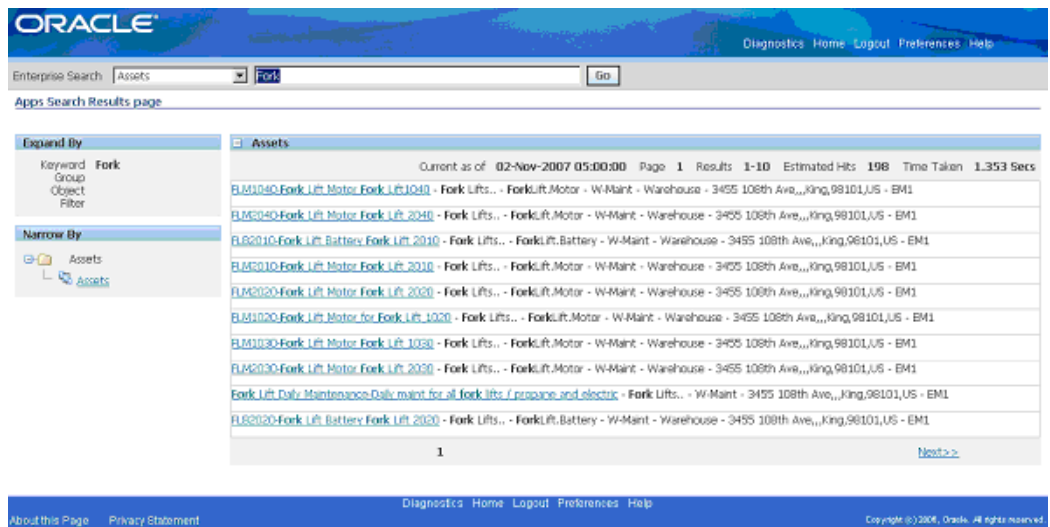 ORACLE
Diagnostics Home Logout Preferences Help
Enterprise Search Assets Fork Go
Apps Search Results page
Expand By
Keyword Fork
Group
Object
Filter
Narrow By
Assets
Assets
Assets
Current as of 02-Nov-2007 05:00:00 Page 1 Results 1-10 Estimated Hits 198 Time Taken 1.353 Secs
FLM1040-Fork Lift Motor Fork Lift1040 - Fork Lifts.. - ForkLift.Motor - W-Maint - Warehouse - 3455 108th Ave,,,King,98101,US - EM1
FLM2040-Fork Lift Motor Fork Lift 2040 - Fork Lifts.. - ForkLift.Motor - W-Maint - Warehouse - 3455 108th Ave,,,King,98101,US - EM1
FLB2010-Fork Lift Battery Fork Lift 2010 - Fork Lifts.. - ForkLift.Battery - W-Maint - Warehouse - 3455 108th Ave,,,King,98101,US - EM1
FLM2010-Fork Lift Motor Fork Lift 2010 - Fork Lifts.. - ForkLift.Motor - W-Maint - Warehouse - 3455 108th Ave,,,King,98101,US - EM1
FLM2020-Fork Lift Motor Fork Lift 2020 - Fork Lifts.. - ForkLift.Motor - W-Maint - Warehouse - 3455 108th Ave,,,King,98101,US - EM1
FLM1020-Fork Lift Motor for Fork Lift 1020 - Fork Lifts.. - ForkLift.Motor - W-Maint - Warehouse - 3455 108th Ave,,,King,98101,US - EM1
FLM1030-Fork Lift Motor Fork Lift 1030 - Fork Lifts.. - ForkLift.Motor - W-Maint - Warehouse - 3455 108th Ave,,,King,98101,US - EM1
FLM2030-Fork Lift Motor Fork Lift 2030 - Fork Lifts.. - ForkLift.Motor - W-Maint - Warehouse - 3455 108th Ave,,,King,98101,US - EM1
Fork Lift Daily Maintenance-Daily maint for all fork lifts / propane and electric - Fork Lifts.. - W-Maint - 3455 108th Ave,,,King,98101,US - EM1
FLB2020-Fork Lift Battery Fork Lift 2020 - Fork Lifts.. - ForkLift.Battery - W-Maint - Warehouse - 3455 108th Ave,,,King,98101,US - EM1
1 Next>>
Diagnostics Home Logout Preferences Help
About this Page Privacy Statement Copyright (c) 2006, Oracle. All rights reserved.